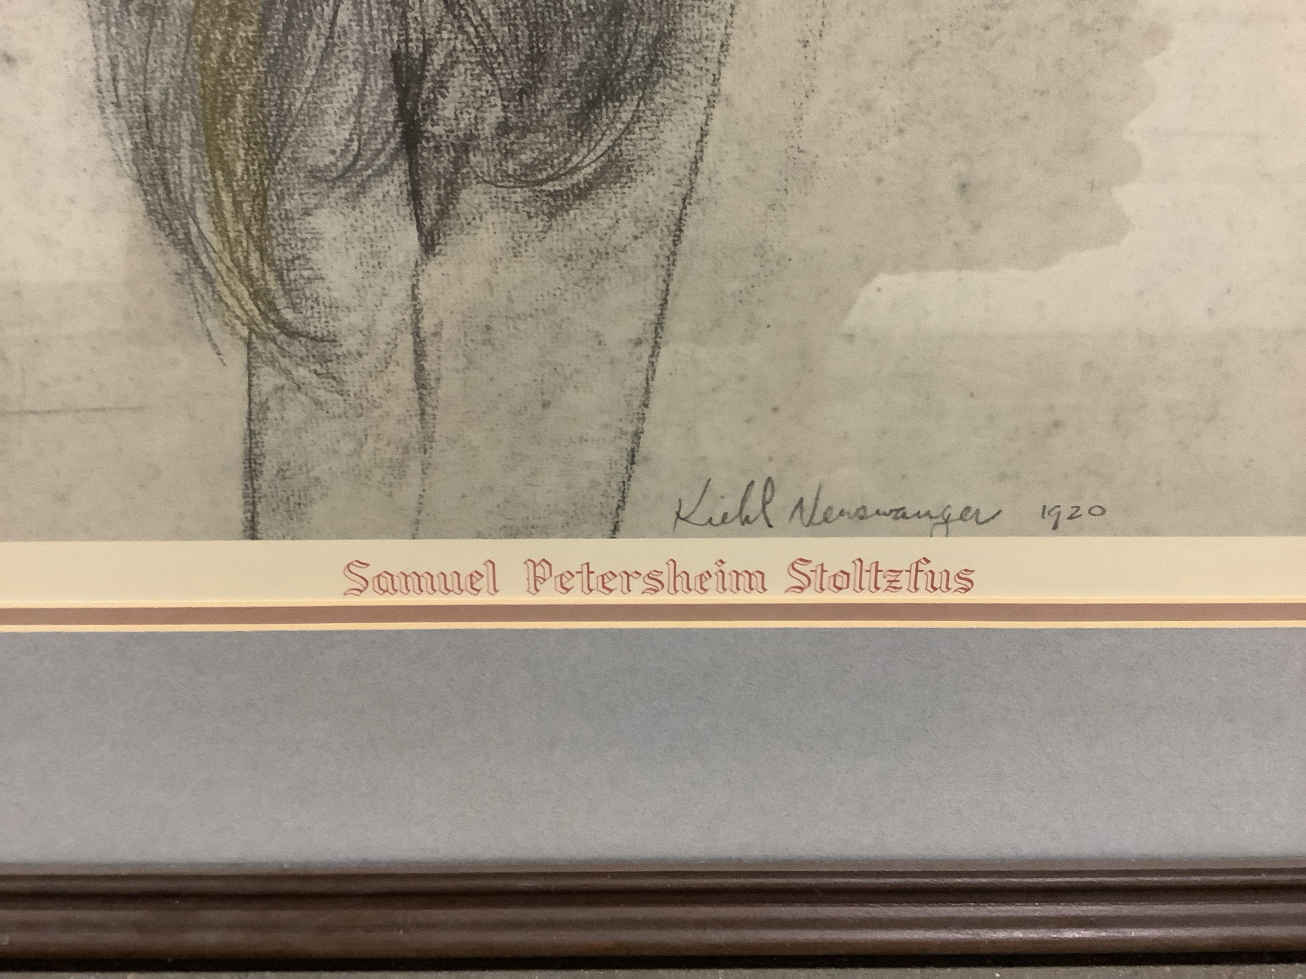 Kiehl Newswanger 1920
Samuel Petersheim Stoltzfus